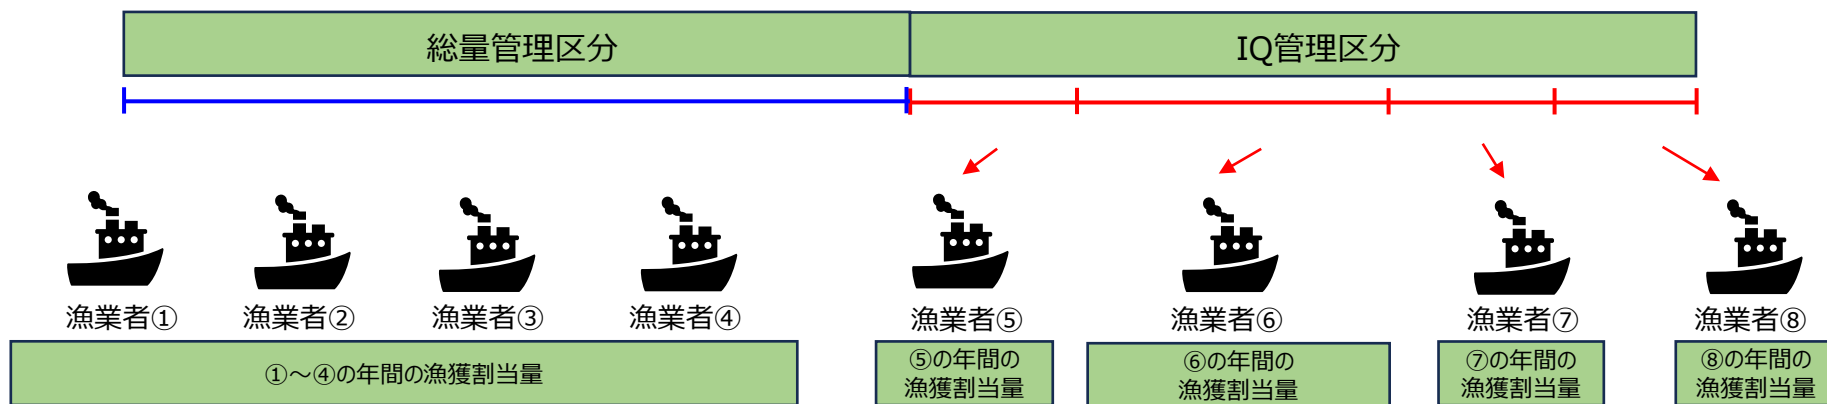 総量管理区分
IQ管理区分
漁業者①
漁業者②
漁業者③
漁業者④
漁業者⑤
漁業者⑥
漁業者⑦
漁業者⑧
①~④の年間の漁獲割当量
⑤の年間の
漁獲割当量
⑥の年間の
漁獲割当量
⑦の年間の
漁獲割当量
⑧の年間の
漁獲割当量